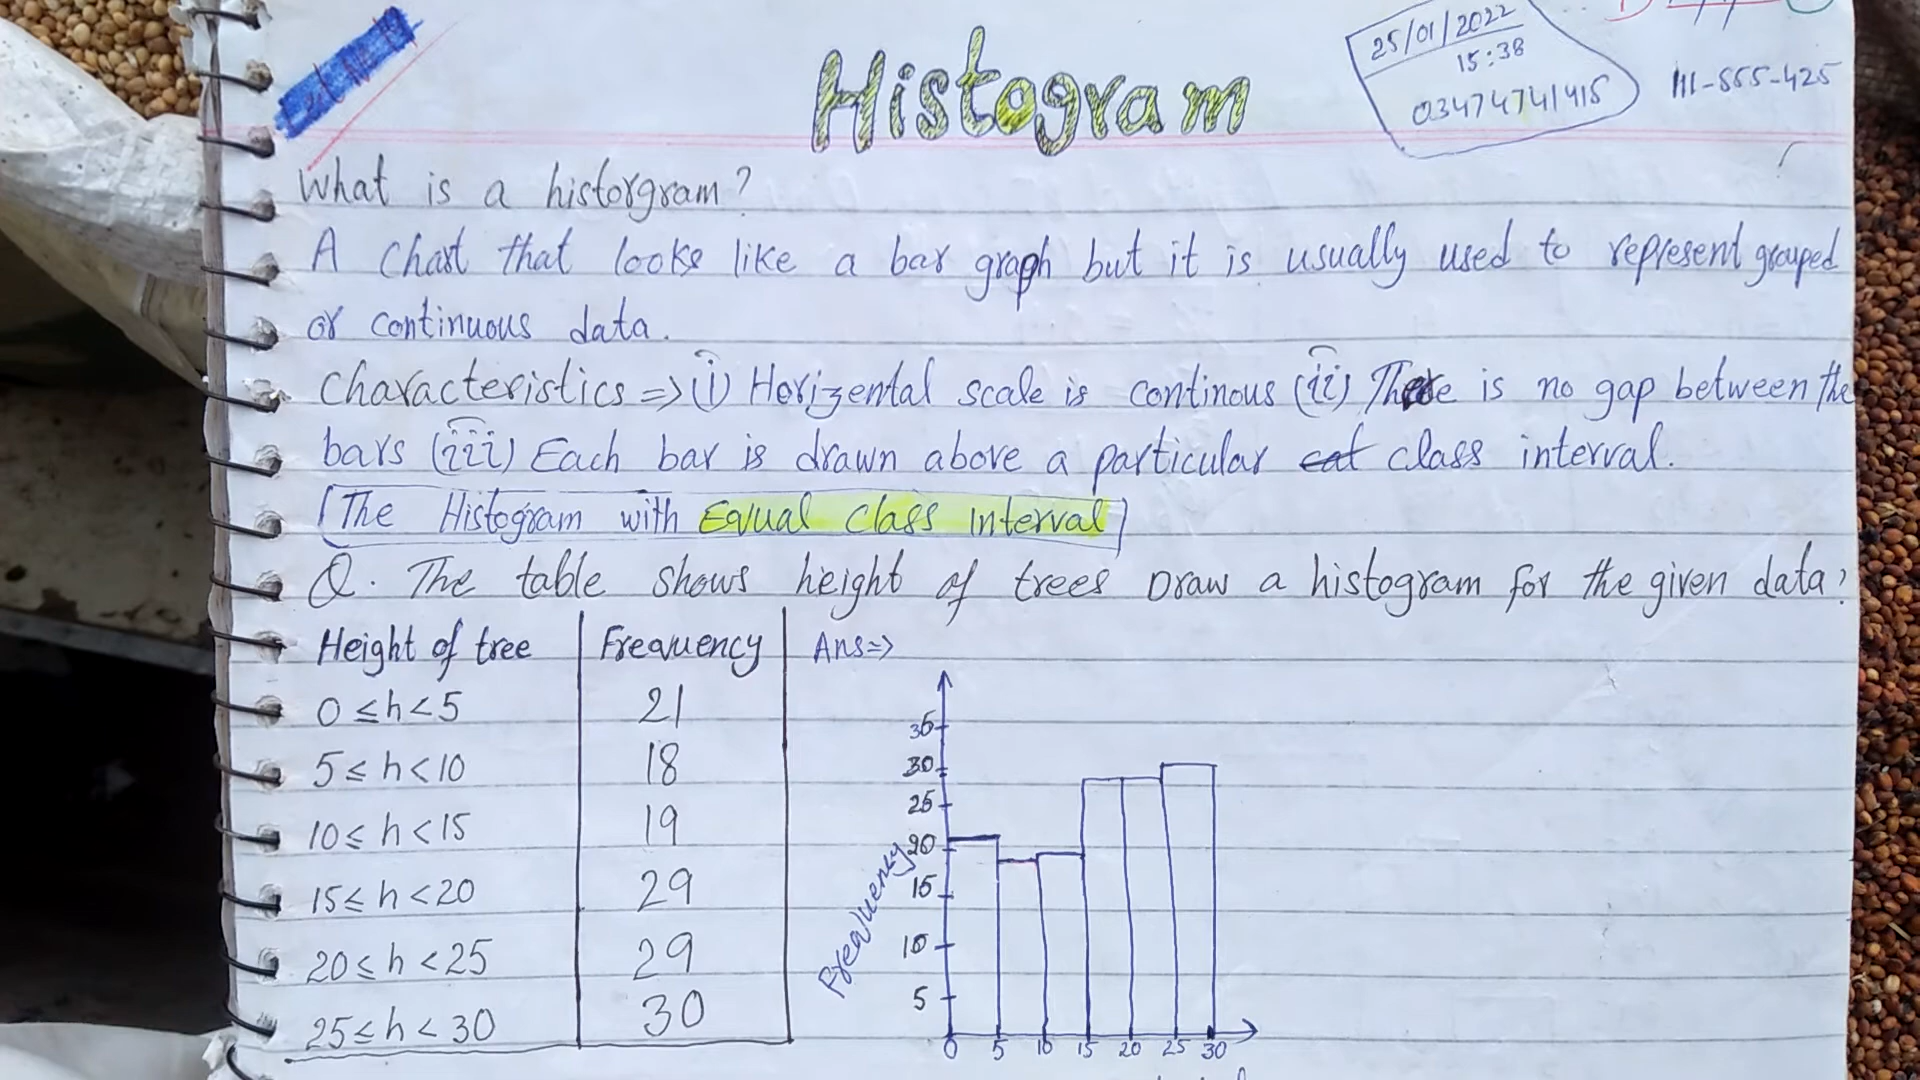 Histogram
25/01/2022
15:38
03474741415
111-555-425
What is a historgram?
A Chart that looks like a bar graph but it is usually used to represent grouped
or continuous data.
Characteristics => (i) Horizental scale is continous (ii) There is no gap between the
bars (iii) Each bar is drawn above a particular cat class interval.
The Histogram with Equal Class Interval
Q. The table shows height of trees Draw a histogram for the given data?
Height of tree Frequency Ans=>
0 ≤ h < 5 21
5 ≤ h < 10 18
10 ≤ h < 15 19
15 ≤ h < 20 29
20 ≤ h < 25 29
25 ≤ h < 30 30
35
30
25
20
15
10
5
Frequency
0 5 10 15 20 25 30